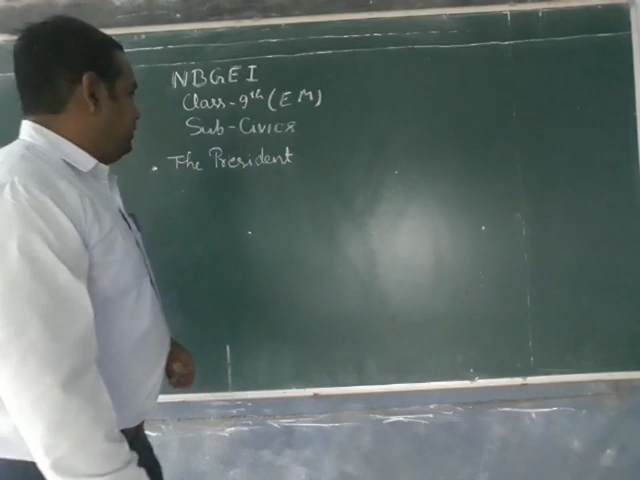 NBGEI
Class-9th (EM)
Sub-Civics
. The President